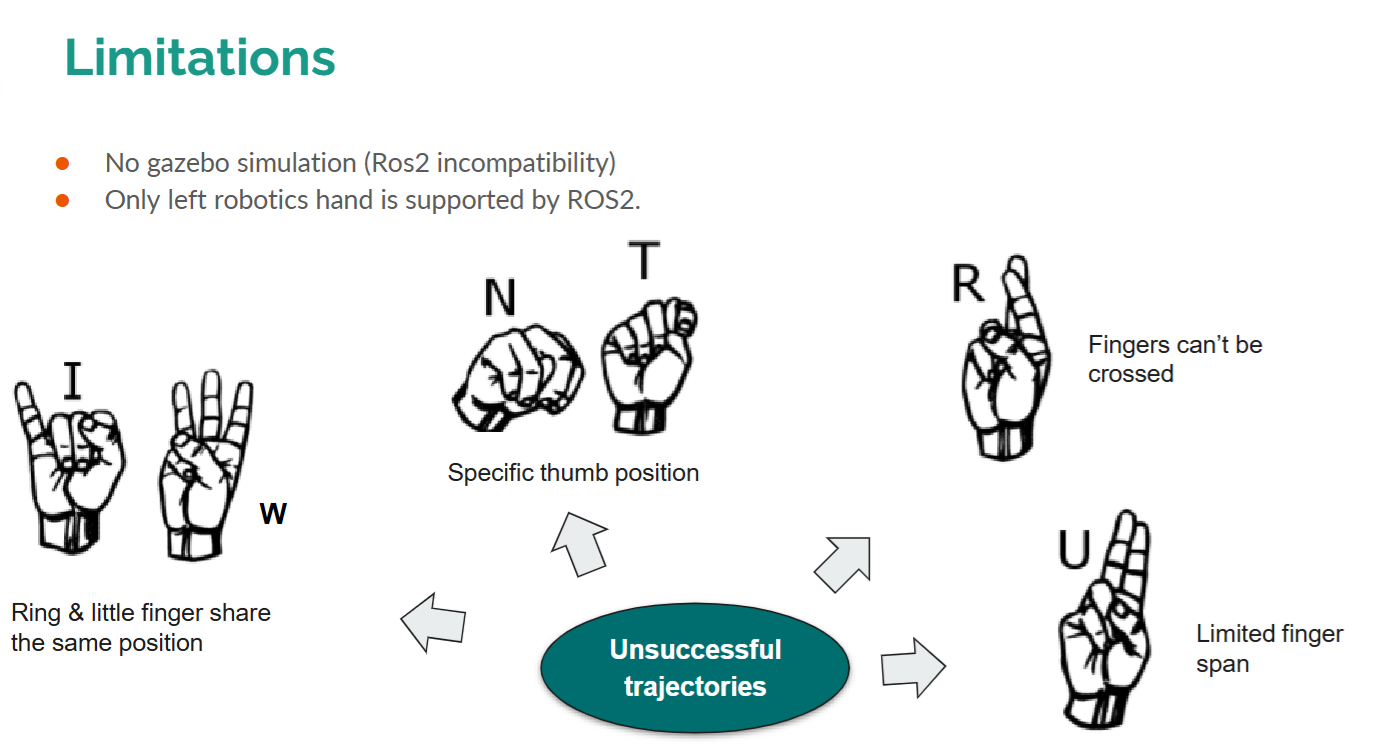 Limitations
● No gazebo simulation (Ros2 incompatibility)
● Only left robotics hand is supported by ROS2.
I
W
Ring & little finger share
the same position
N
T
Specific thumb position
R
Fingers can’t be
crossed
U
Limited finger
span
Unsuccessful
trajectories